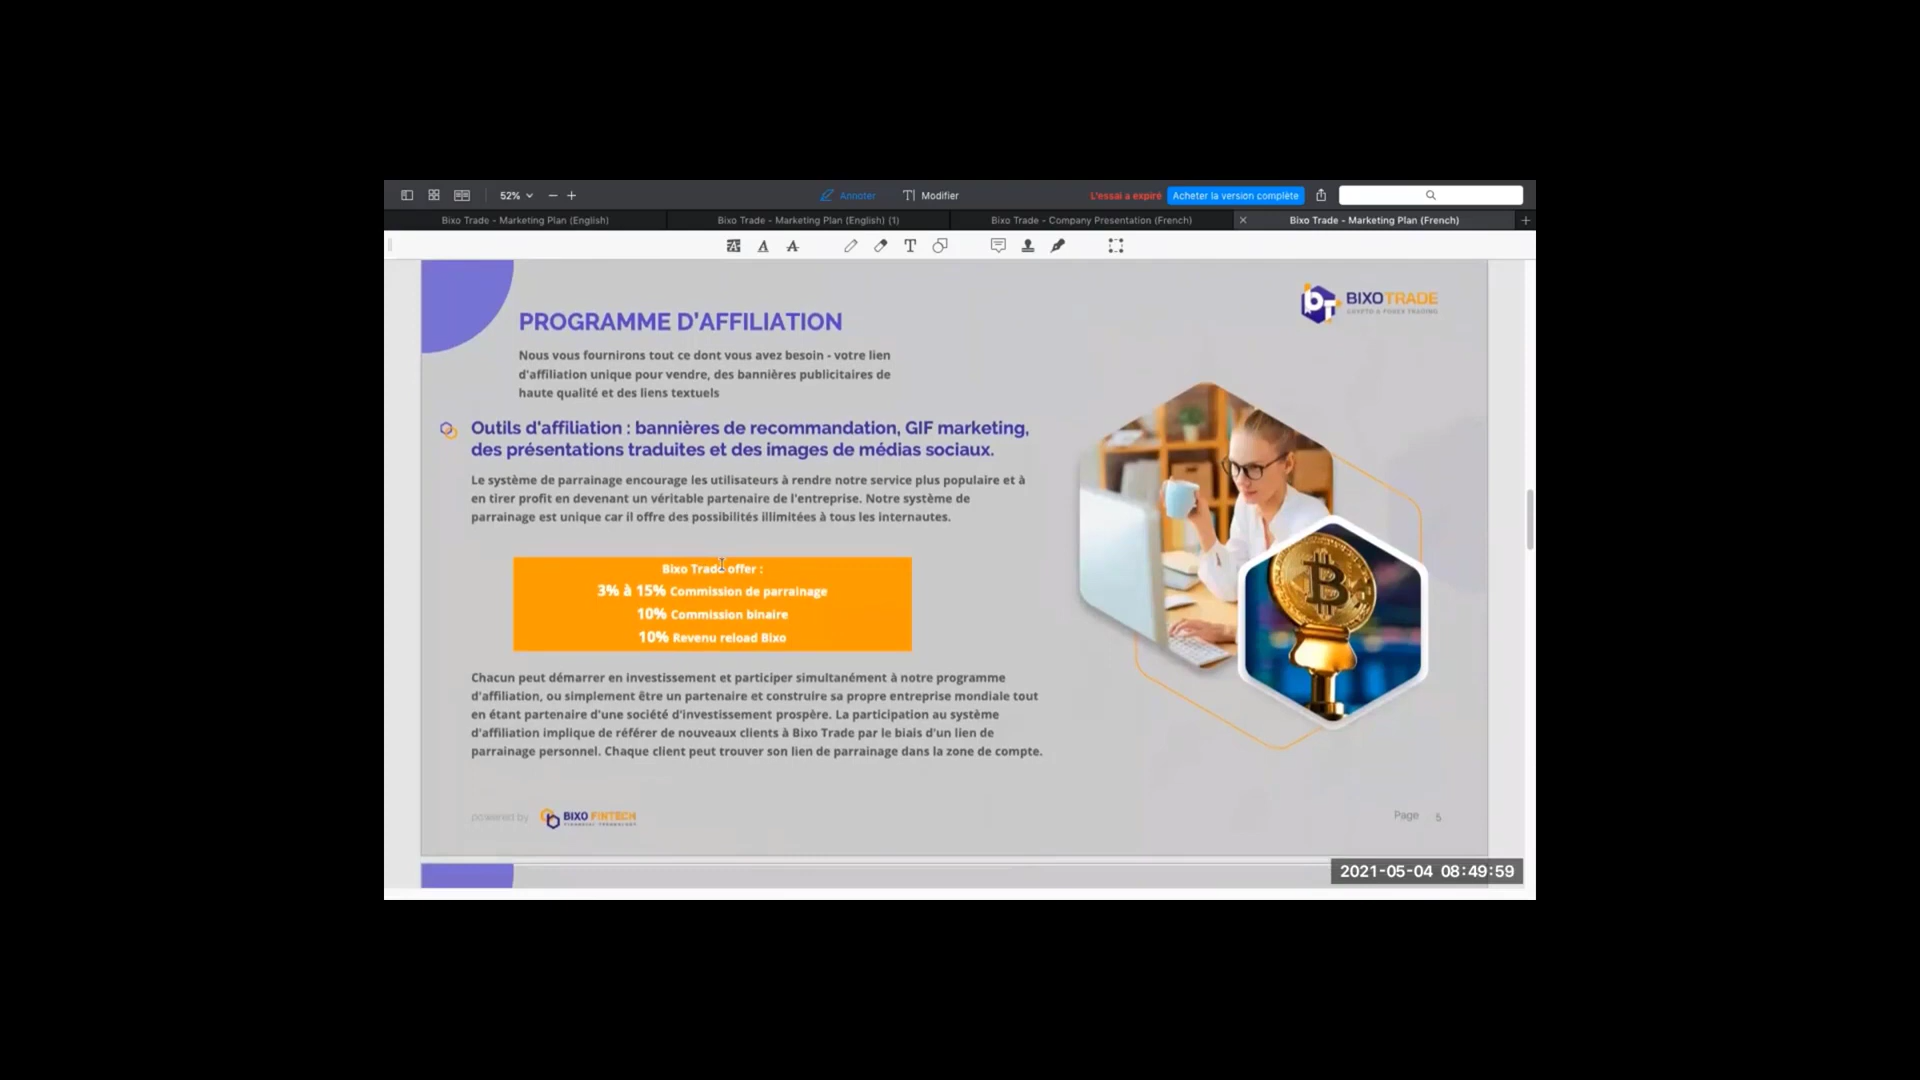 52%
Annoter
Modifier
L'essai a expiré
Acheter la version complète
Bixo Trade - Marketing Plan (English)
Bixo Trade - Marketing Plan (English) (1)
Bixo Trade - Company Presentation (French)
Bixo Trade - Marketing Plan (French)
BIXO TRADE
CRYPTO & FOREX TRADING
PROGRAMME D'AFFILIATION
Nous vous fournirons tout ce dont vous avez besoin - votre lien
d'affiliation unique pour vendre, des bannières publicitaires de
haute qualité et des liens textuels
Outils d'affiliation : bannières de recommandation, GIF marketing,
des présentations traduites et des images de médias sociaux.
Le système de parrainage encourage les utilisateurs à rendre notre service plus populaire et à
en tirer profit en devenant un véritable partenaire de l'entreprise. Notre système de
parrainage est unique car il offre des possibilités illimitées à tous les internautes.
Bixo Trade offer :
3% à 15% Commission de parrainage
10% Commission binaire
10% Revenu reload Bixo
Chacun peut démarrer en investissement et participer simultanément à notre programme
d'affiliation, ou simplement être un partenaire et construire sa propre entreprise mondiale tout
en étant partenaire d'une société d'investissement prospère. La participation au système
d'affiliation implique de référer de nouveaux clients à Bixo Trade par le biais d'un lien de
parrainage personnel. Chaque client peut trouver son lien de parrainage dans la zone de compte.
powered by
BIXO FINTECH
FINANCIAL TECHNOLOGY
Page
2021-05-04 08:49:59